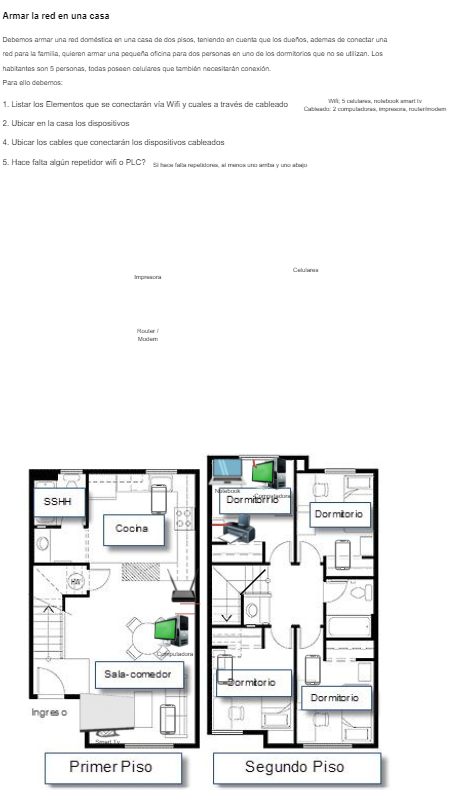 Armar la red en una casa
Debemos armar una red doméstica en una casa de dos pisos, teniendo en cuenta que los dueños, ademas de conectar una
red para la familia, quieren armar una pequeña oficina para dos personas en uno de los dormitorios que no se utilizan. Los
habitantes son 5 personas, todas poseen celulares que también necesitarán conexión.
Para ello debemos:
1. Listar los Elementos que se conectarán vía Wifi y cuales a través de cableado
Wifi; 5 celulares, notebook smart tv
Cableado: 2 computadoras, impresora, router/modem
2. Ubicar en la casa los dispositivos
4. Ubicar los cables que conectarán los dispositivos cableados
5. Hace falta algún repetidor wifi o PLC?
Si hace falta repetidores, al menos uno arriba y uno abajo
Celulares
Impresora
Router /
Modem
Notebook
Computadora
SSHH
Dormitorio
Dormitorio
Cocina
Computadora
Sala-comedor
Dormitorio
Dormitorio
Ingreso
Smart Tv
Primer Piso
Segundo Piso